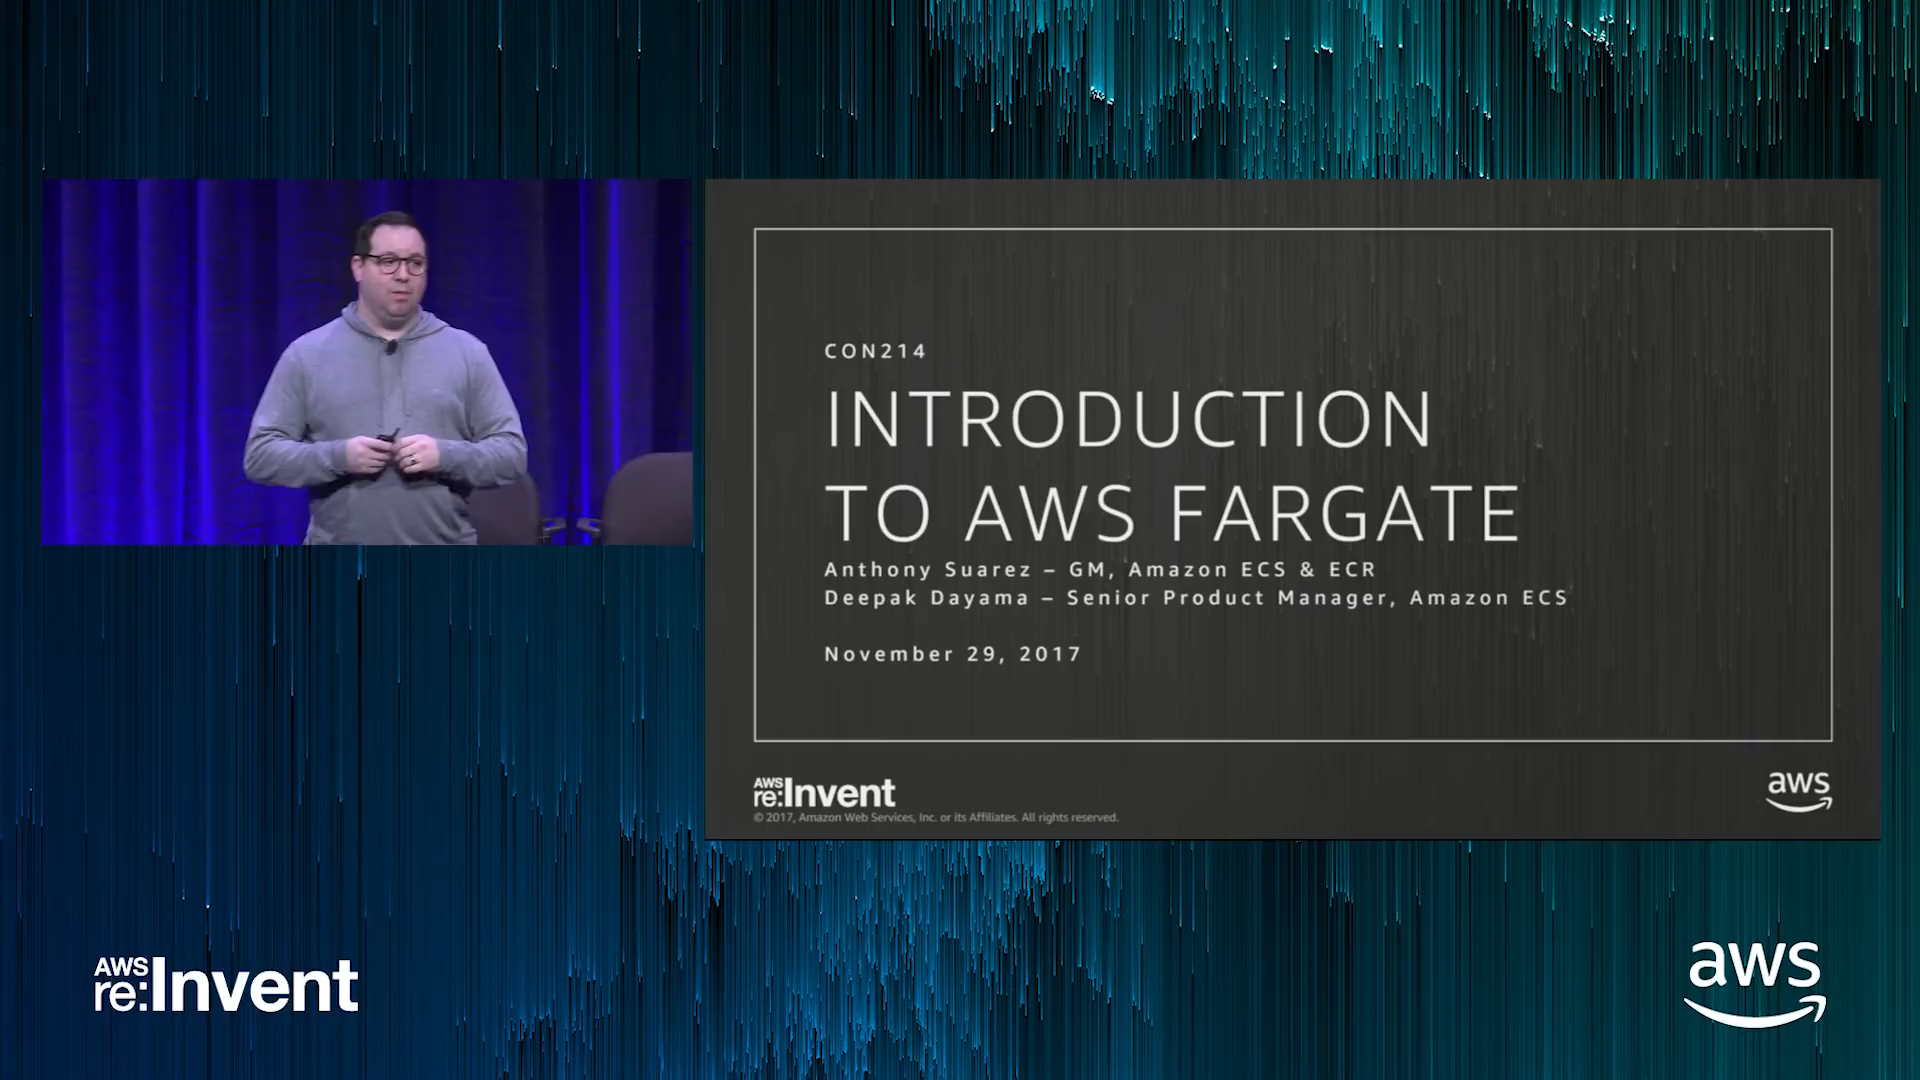 CON214
INTRODUCTION
TO AWS FARGATE
Anthony Suarez – GM, Amazon ECS & ECR
Deepak Dayama – Senior Product Manager, Amazon ECS
November 29, 2017
AWS
re:Invent
aws
© 2017, Amazon Web Services, Inc. or its Affiliates. All rights reserved.
AWS
re:Invent
aws